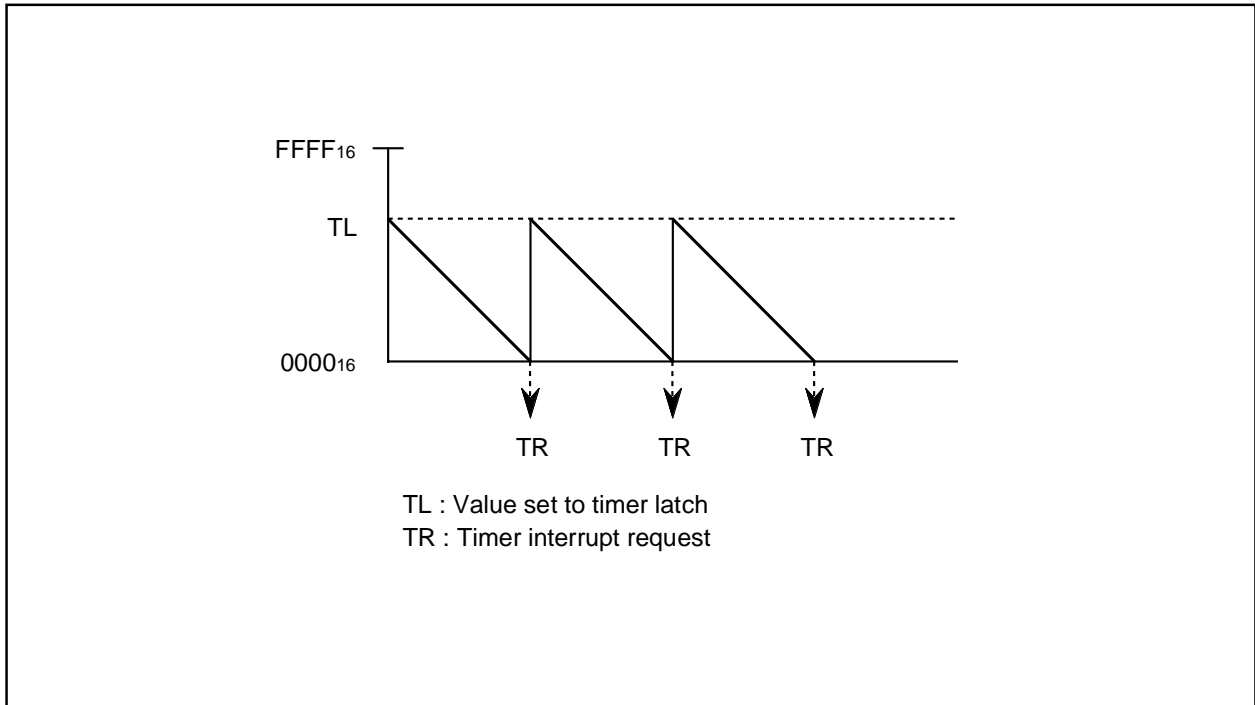 FFFF16
TL
000016
TR TR TR
TL : Value set to timer latch
TR : Timer interrupt request